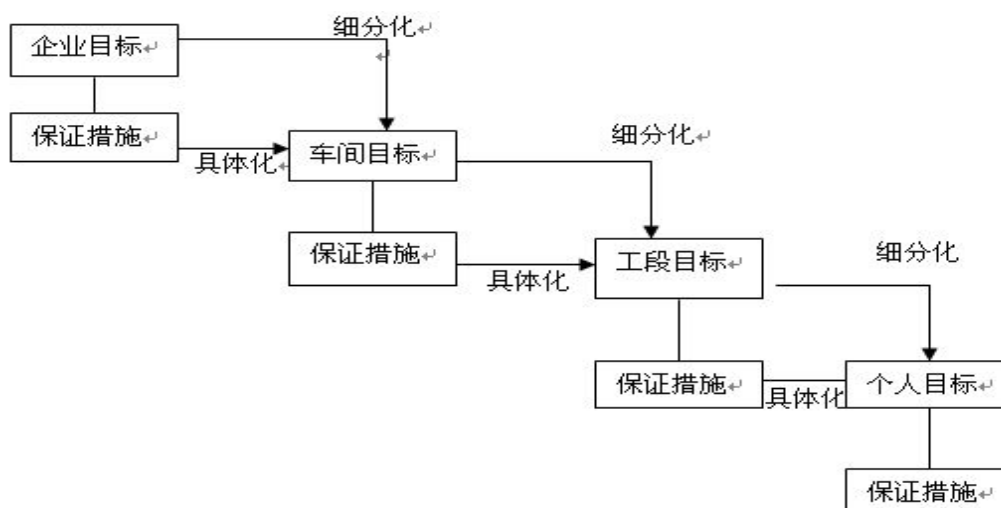 细分化
企业目标
保证措施
具体化
车间目标
细分化
保证措施
具体化
工段目标
细分化
保证措施
具体化
个人目标
保证措施